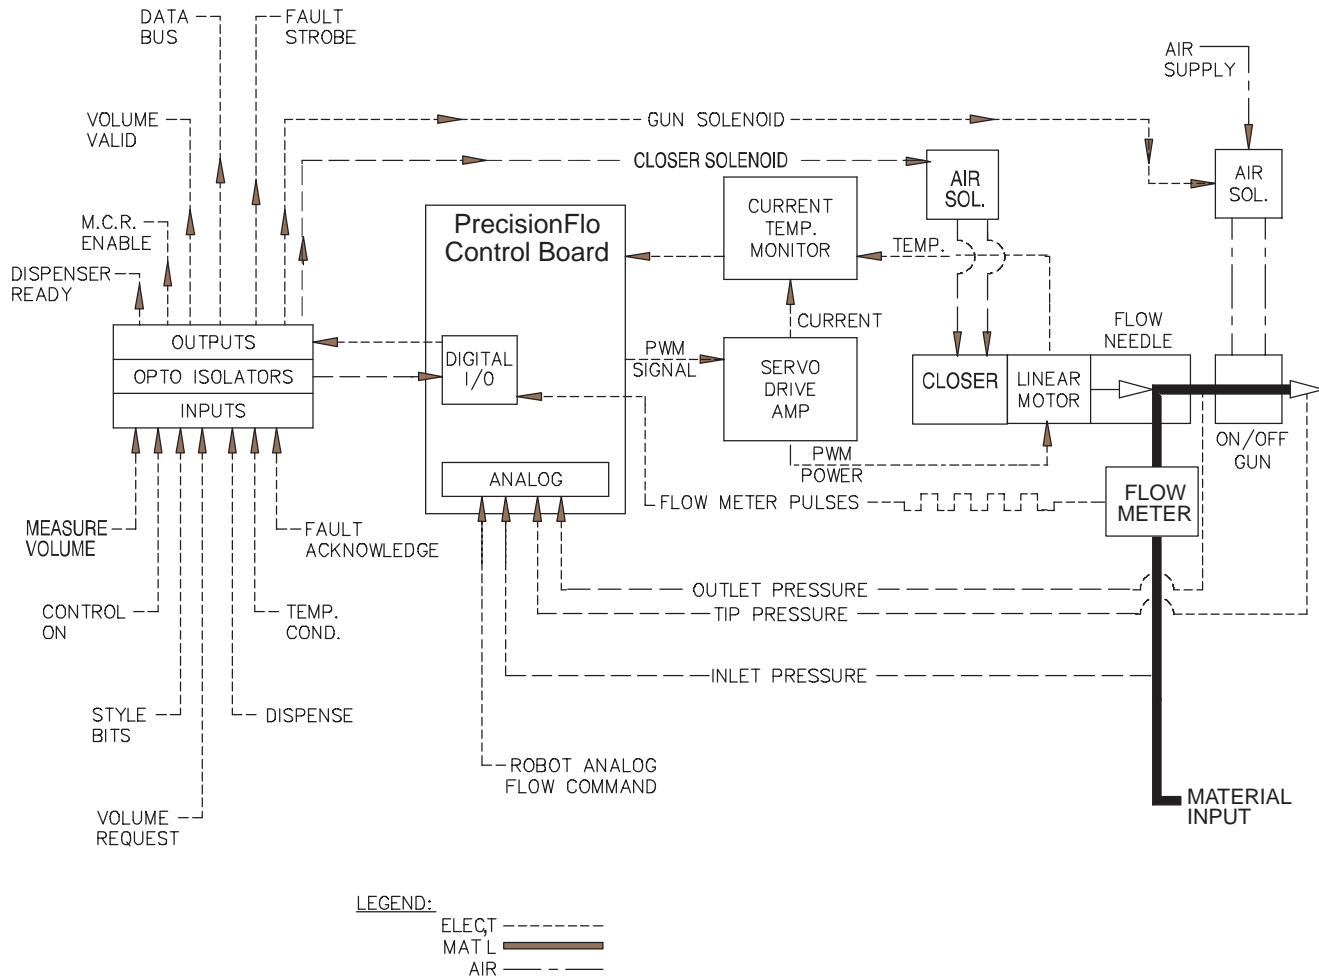 DATA
BUS
FAULT
STROBE
AIR
SUPPLY
VOLUME
VALID
GUN SOLENOID
CLOSER SOLENOID
AIR
SOL.
AIR
SOL.
M.C.R.
ENABLE
PrecisionFlo
Control Board
CURRENT
TEMP.
MONITOR
TEMP.
DISPENSER
READY
CURRENT
FLOW
NEEDLE
OUTPUTS
OPTO ISOLATORS
INPUTS
DIGITAL
I/O
PWM
SIGNAL
SERVO
DRIVE
AMP
CLOSER
LINEAR
MOTOR
ON/OFF
GUN
PWM
POWER
ANALOG
FLOW METER PULSES
FLOW
METER
MEASURE
VOLUME
FAULT
ACKNOWLEDGE
OUTLET PRESSURE
TIP PRESSURE
CONTROL
ON
TEMP.
COND.
INLET PRESSURE
STYLE
BITS
DISPENSE
ROBOT ANALOG
FLOW COMMAND
MATERIAL
INPUT
VOLUME
REQUEST
LEGEND:
ELEC,T
MAT L
AIR